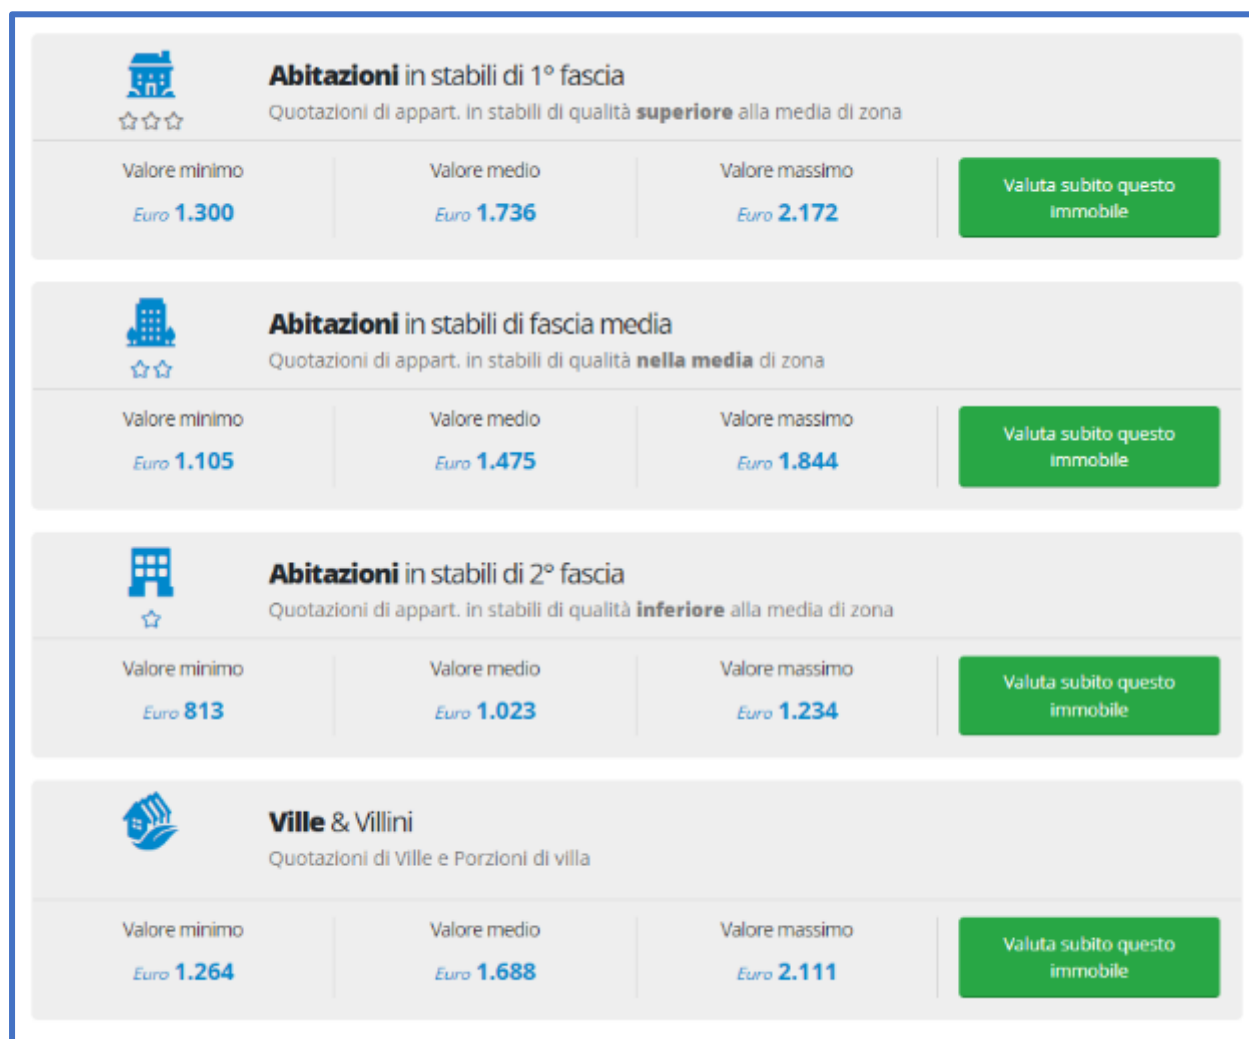 Abitazioni in stabili di 1° fascia
Quotazioni di appart. in stabili di qualità superiore alla media di zona
Valore minimo
Valore medio
Valore massimo
Euro 1.300
Euro 1.736
Euro 2.172
Valuta subito questo
immobile
Abitazioni in stabili di fascia media
Quotazioni di appart. in stabili di qualità nella media di zona
Valore minimo
Valore medio
Valore massimo
Euro 1.105
Euro 1.475
Euro 1.844
Valuta subito questo
immobile
Abitazioni in stabili di 2° fascia
Quotazioni di appart. in stabili di qualità inferiore alla media di zona
Valore minimo
Valore medio
Valore massimo
Euro 813
Euro 1.023
Euro 1.234
Valuta subito questo
immobile
Ville & Villini
Quotazioni di Ville e Porzioni di villa
Valore minimo
Valore medio
Valore massimo
Euro 1.264
Euro 1.688
Euro 2.111
Valuta subito questo
immobile